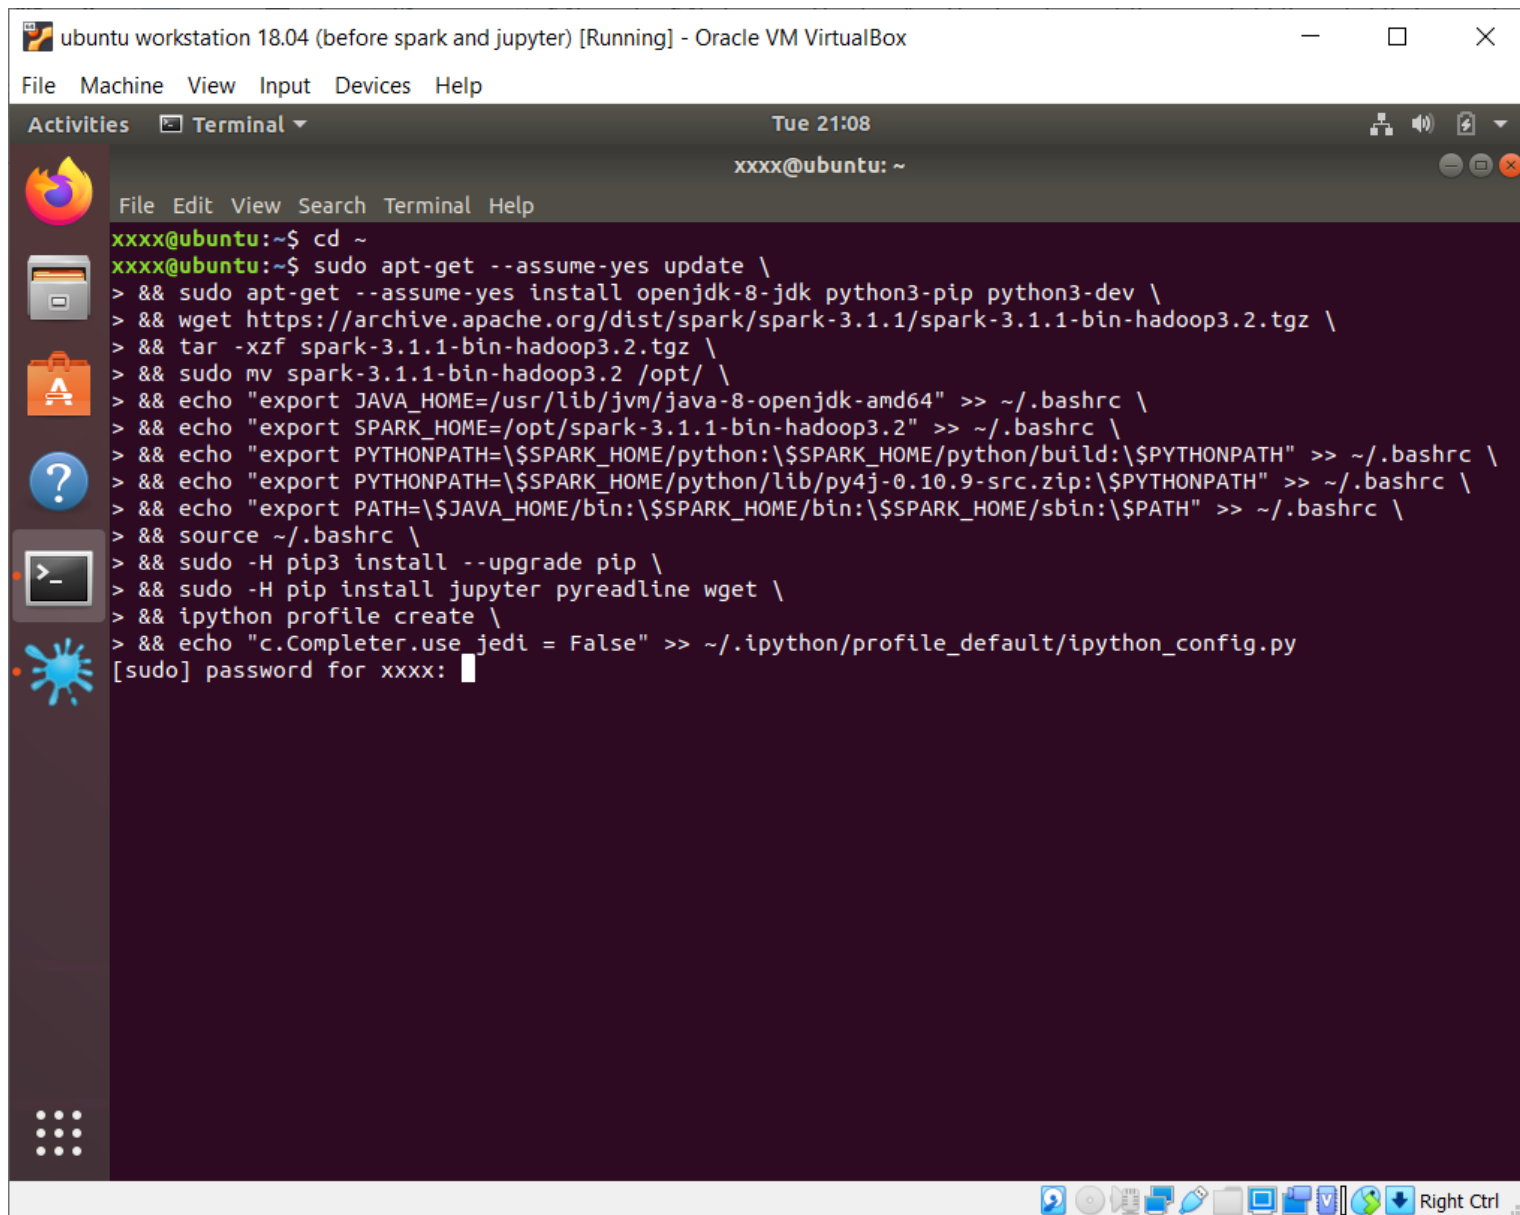 ubuntu workstation 18.04 (before spark and jupyter) [Running] - Oracle VM VirtualBox
File Machine View Input Devices Help
Activities Terminal Tue 21:08
xxxx@ubuntu: ~
File Edit View Search Terminal Help
xxxx@ubuntu:~$ cd ~
xxxx@ubuntu:~$ sudo apt-get --assume-yes update \
> && sudo apt-get --assume-yes install openjdk-8-jdk python3-pip python3-dev \
> && wget https://archive.apache.org/dist/spark/spark-3.1.1/spark-3.1.1-bin-hadoop3.2.tgz \
> && tar -xzf spark-3.1.1-bin-hadoop3.2.tgz \
> && sudo mv spark-3.1.1-bin-hadoop3.2 /opt/ \
> && echo "export JAVA_HOME=/usr/lib/jvm/java-8-openjdk-amd64" >> ~/.bashrc \
> && echo "export SPARK_HOME=/opt/spark-3.1.1-bin-hadoop3.2" >> ~/.bashrc \
> && echo "export PYTHONPATH=\$SPARK_HOME/python:\$SPARK_HOME/python/build:\$PYTHONPATH" >> ~/.bashrc \
> && echo "export PYTHONPATH=\$SPARK_HOME/python/lib/py4j-0.10.9-src.zip:\$PYTHONPATH" >> ~/.bashrc \
> && echo "export PATH=\$JAVA_HOME/bin:\$SPARK_HOME/bin:\$SPARK_HOME/sbin:\$PATH" >> ~/.bashrc \
> && source ~/.bashrc \
> && sudo -H pip3 install --upgrade pip \
> && sudo -H pip install jupyter pyreadline wget \
> && ipython profile create \
> && echo "c.Completer.use_jedi = False" >> ~/.ipython/profile_default/ipython_config.py
[sudo] password for xxxx:
Right Ctrl